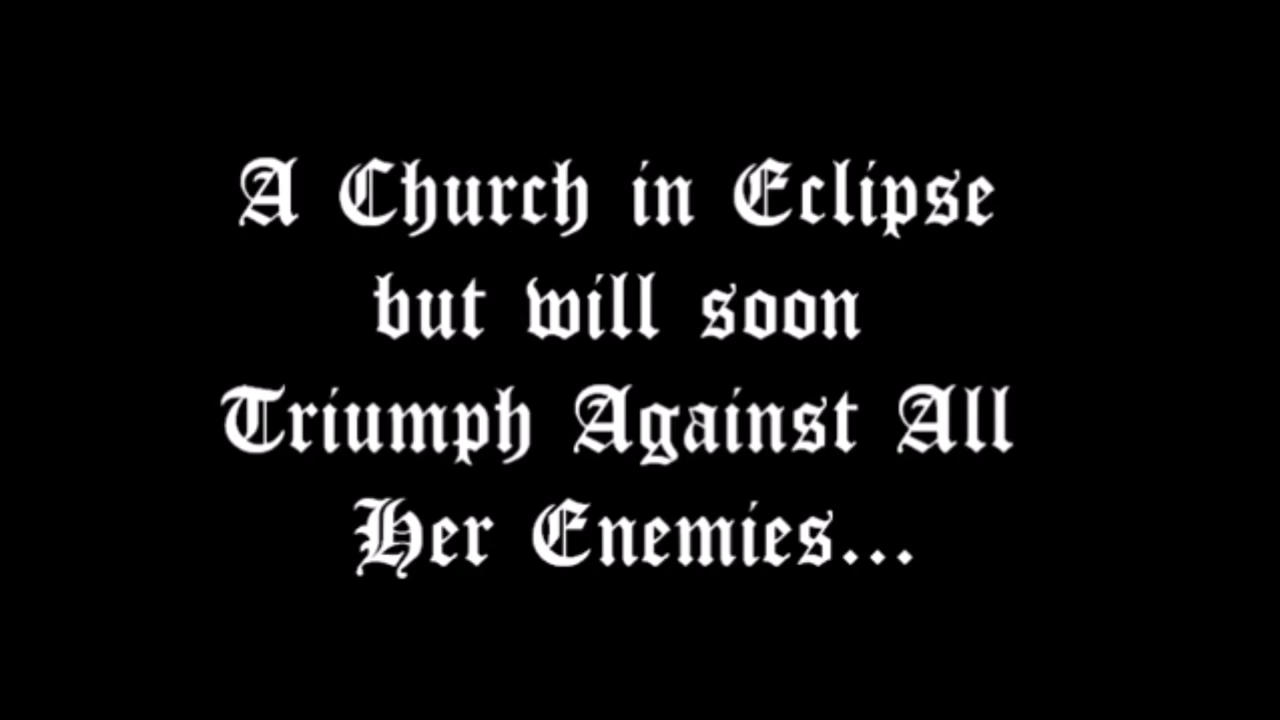 A Church in Eclipse
but will soon
Triumph Against All
Her Enemies...